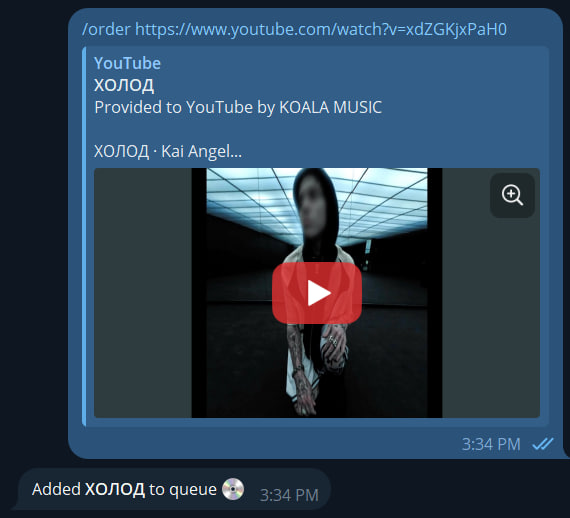 /order https://www.youtube.com/watch?v=xdZGKjxPaH0
YouTube
ХОЛОД
Provided to YouTube by KOALA MUSIC
ХОЛОД · Kai Angel...
3:34 PM
Added ХОЛОД to queue
3:34 PM